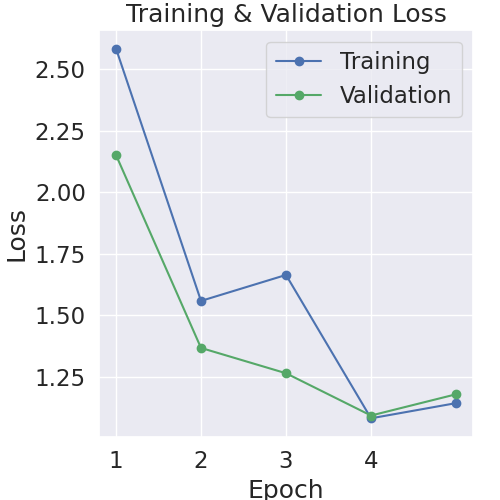 Training & Validation Loss
Training
Validation
2.50
2.25
2.00
1.75
1.50
1.25
Loss
1 2 3 4
Epoch